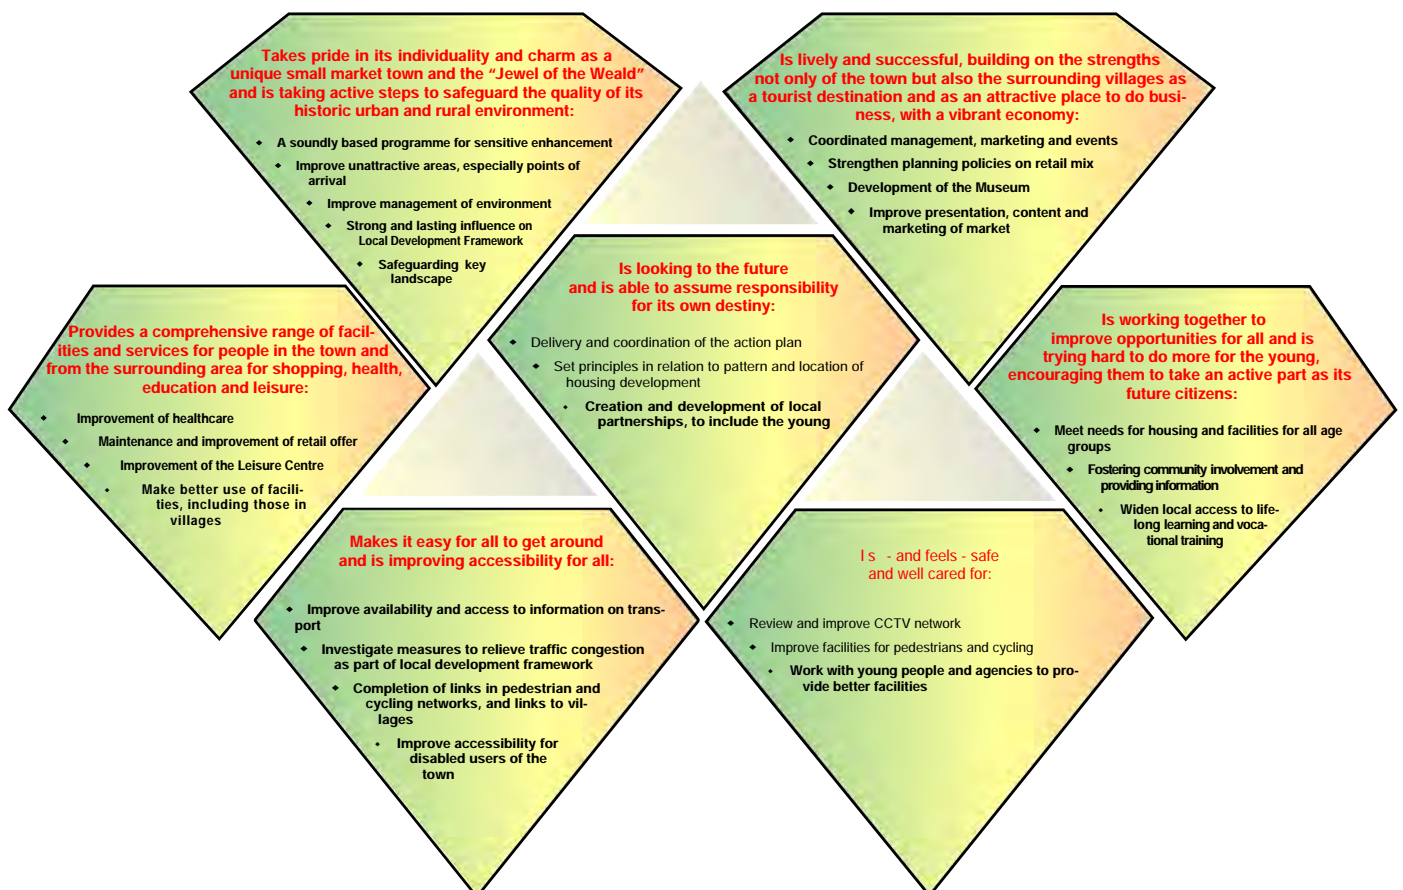 Takes pride in its individuality and charm as a
unique small market town and the “Jewel of the Weald”
and is taking active steps to safeguard the quality of its
historic urban and rural environment:
◆ A soundly based programme for sensitive enhancement
◆ Improve unattractive areas, especially points of
arrival
◆ Improve management of environment
◆ Strong and lasting influence on
Local Development Framework
◆ Safeguarding key
landscape
Is lively and successful, building on the strengths
not only of the town but also the surrounding villages as
a tourist destination and as an attractive place to do busi-
ness, with a vibrant economy:
◆ Coordinated management, marketing and events
◆ Strengthen planning policies on retail mix
◆ Development of the Museum
◆ Improve presentation, content and
marketing of market
Provides a comprehensive range of facil-
ities and services for people in the town and
from the surrounding area for shopping, health,
education and leisure:
◆ Improvement of healthcare
◆ Maintenance and improvement of retail offer
◆ Improvement of the Leisure Centre
◆ Make better use of facili-
ties, including those in
villages
Is looking to the future
and is able to assume responsibility
for its own destiny:
◆ Delivery and coordination of the action plan
◆ Set principles in relation to pattern and location of
housing development
◆ Creation and development of local
partnerships, to include the young
Is working together to
improve opportunities for all and is
trying hard to do more for the young,
encouraging them to take an active part as its
future citizens:
◆ Meet needs for housing and facilities for all age
groups
◆ Fostering community involvement and
providing information
◆ Widen local access to life-
long learning and voca-
tional training
Makes it easy for all to get around
and is improving accessibility for all:
◆ Improve availability and access to information on trans-
port
◆ Investigate measures to relieve traffic congestion
as part of local development framework
◆ Completion of links in pedestrian and
cycling networks, and links to vil-
lages
◆ Improve accessibility for
disabled users of the
town
Is - and feels - safe
and well cared for:
◆ Review and improve CCTV network
◆ Improve facilities for pedestrians and cycling
◆ Work with young people and agencies to pro-
vide better facilities